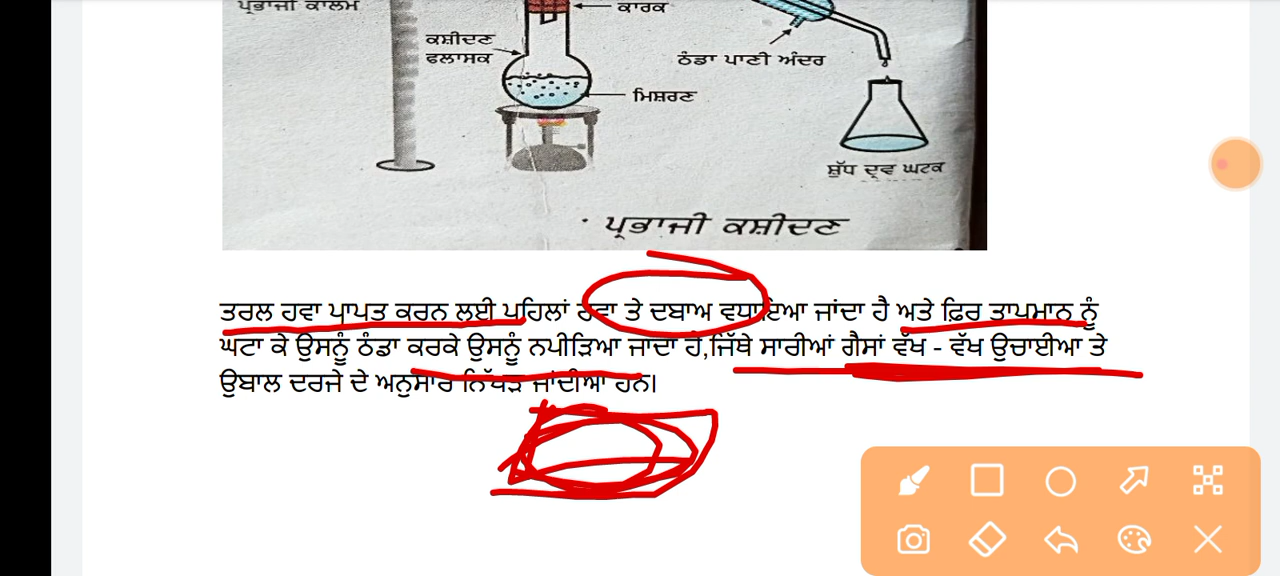 ਪ੍ਰਭਾਜੀ ਕਾਲਮ
ਕਾਰਕ
ਕਸ਼ੀਦਣ
ਫਲਾਸਕ
ਠੰਡਾ ਪਾਣੀ ਅੰਦਰ
ਮਿਸ਼ਰਣ
ਸ਼ੁੱਧ ਦ੍ਰਵ ਘਟਕ
ਪ੍ਰਭਾਜੀ ਕਸ਼ੀਦਣ
ਤਰਲ ਹਵਾ ਪ੍ਰਾਪਤ ਕਰਨ ਲਈ ਪਹਿਲਾਂ ਹਵਾ ਤੇ ਦਬਾਅ ਵਧਾਇਆ ਜਾਂਦਾ ਹੈ ਅਤੇ ਫ਼ਿਰ ਤਾਪਮਾਨ ਨੂੰ
ਘਟਾ ਕੇ ਉਸਨੂੰ ਠੰਡਾ ਕਰਕੇ ਉਸਨੂੰ ਨਪੀੜਿਆ ਜਾਂਦਾ ਹੈ,ਜਿੱਥੇ ਸਾਰੀਆਂ ਗੈਸਾਂ ਵੱਖ - ਵੱਖ ਉਚਾਈਆ ਤੇ
ਉਬਾਲ ਦਰਜੇ ਦੇ ਅਨੁਸਾਰ ਨਿੱਖੜ ਜਾਂਦੀਆਂ ਹਨ।